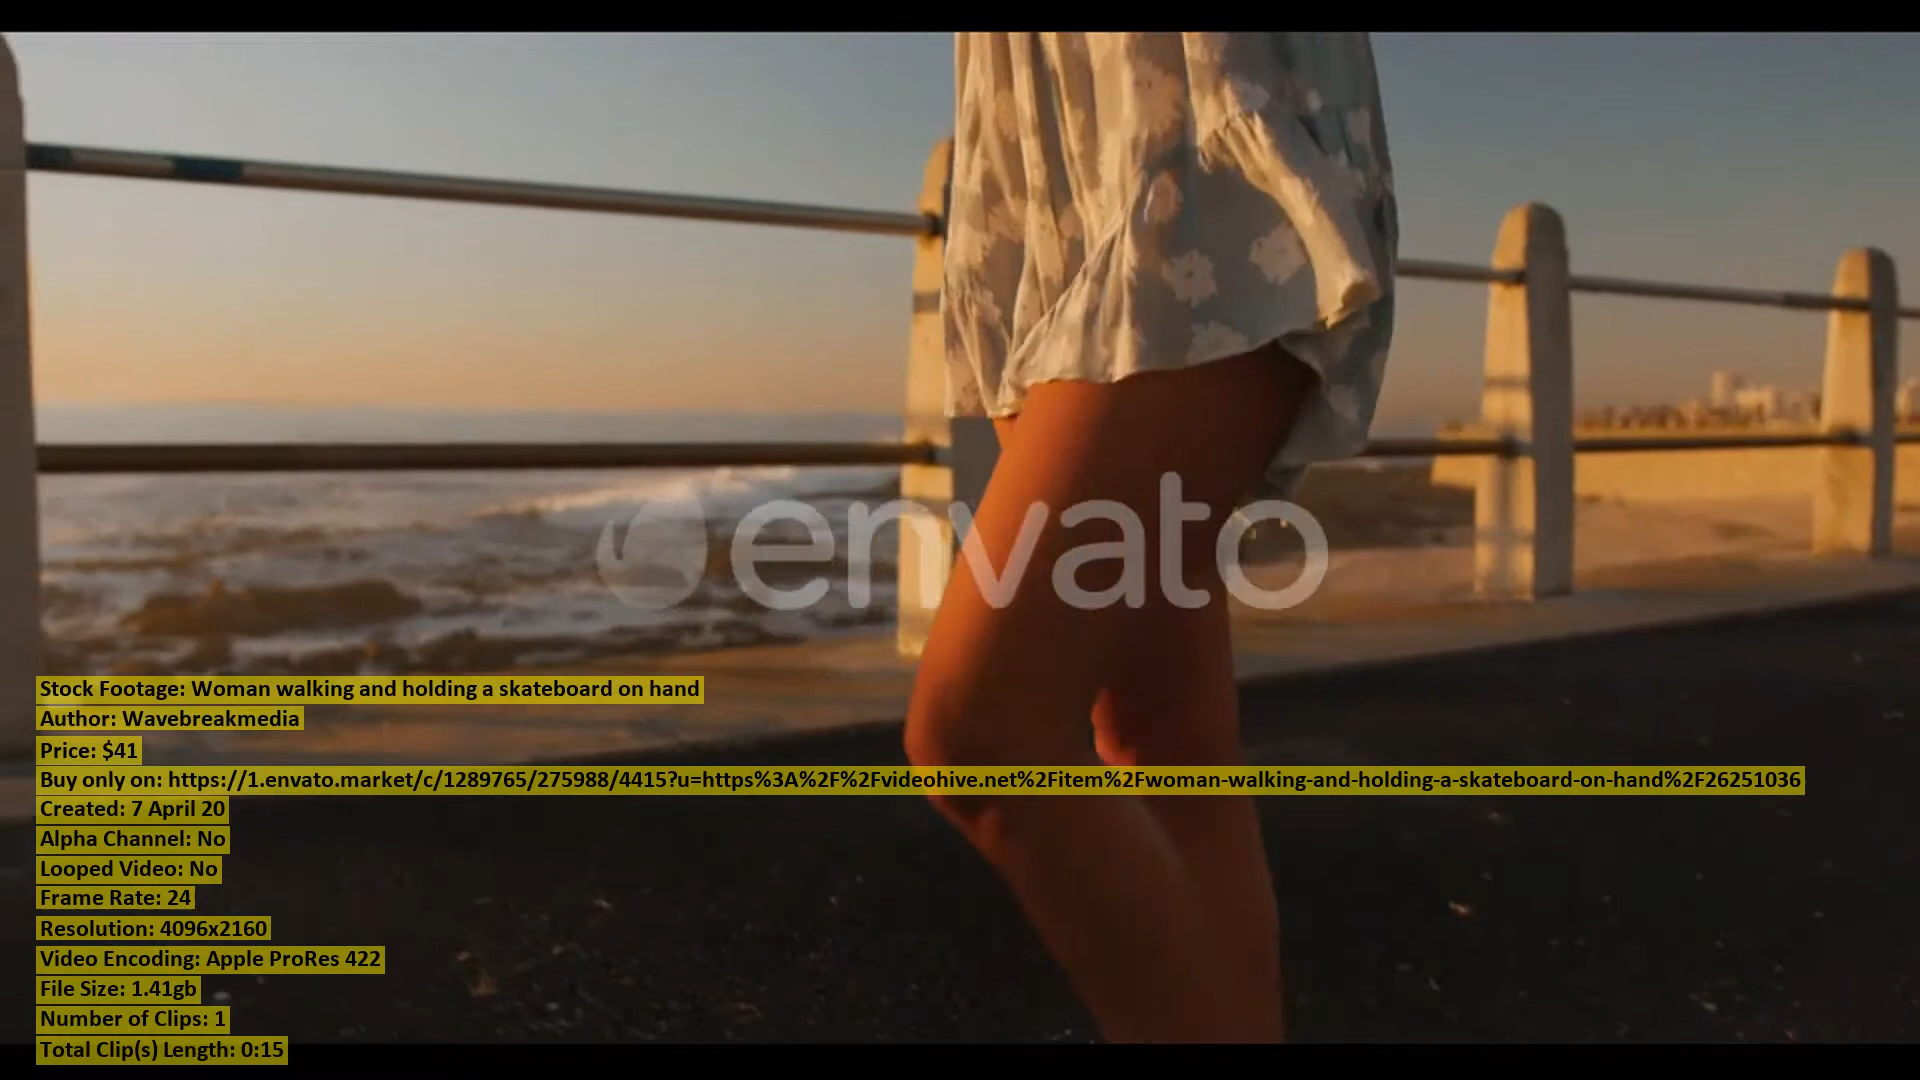 envato
Stock Footage: Woman walking and holding a skateboard on hand
Author: Wavebreakmedia
Price: $41
Buy only on: https://1.envato.market/c/1289765/275988/4415?u=https%3A%2F%2Fvideohive.net%2Fitem%2Fwoman-walking-and-holding-a-skateboard-on-hand%2F26251036
Created: 7 April 20
Alpha Channel: No
Looped Video: No
Frame Rate: 24
Resolution: 4096x2160
Video Encoding: Apple ProRes 422
File Size: 1.41gb
Number of Clips: 1
Total Clip(s) Length: 0:15